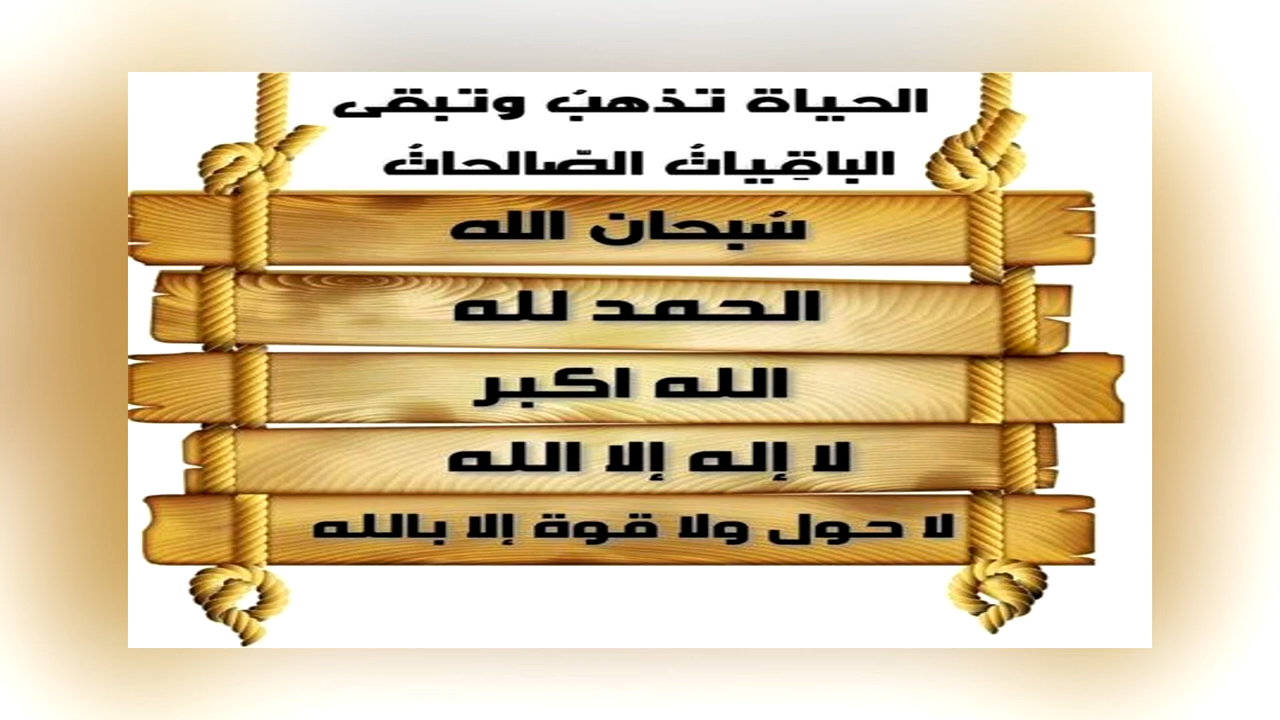 الحياة تذهبُ وتبقى
الباقِياتُ الصّالحاتُ
سُبحان الله
الحمد لله
الله اكبر
لا إله إلا الله
لا حول ولا قوة إلا بالله